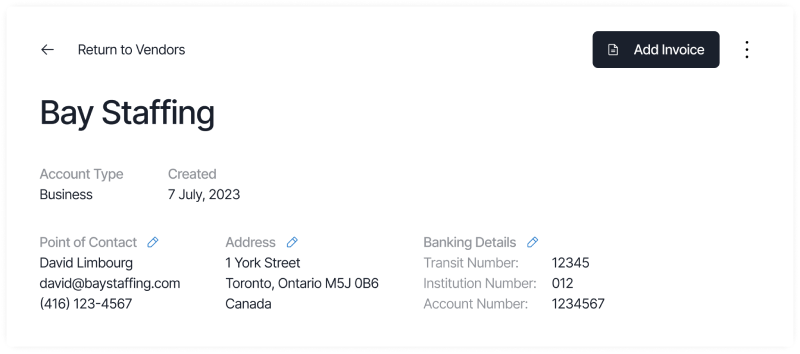 Return to Vendors
Add Invoice
Bay Staffing
Account Type
Business
Created
7 July, 2023
Point of Contact
David Limbourg
david@baystaffing.com
(416) 123-4567
Address
1 York Street
Toronto, Ontario M5J 0B6
Canada
Banking Details
Transit Number: 12345
Institution Number: 012
Account Number: 1234567